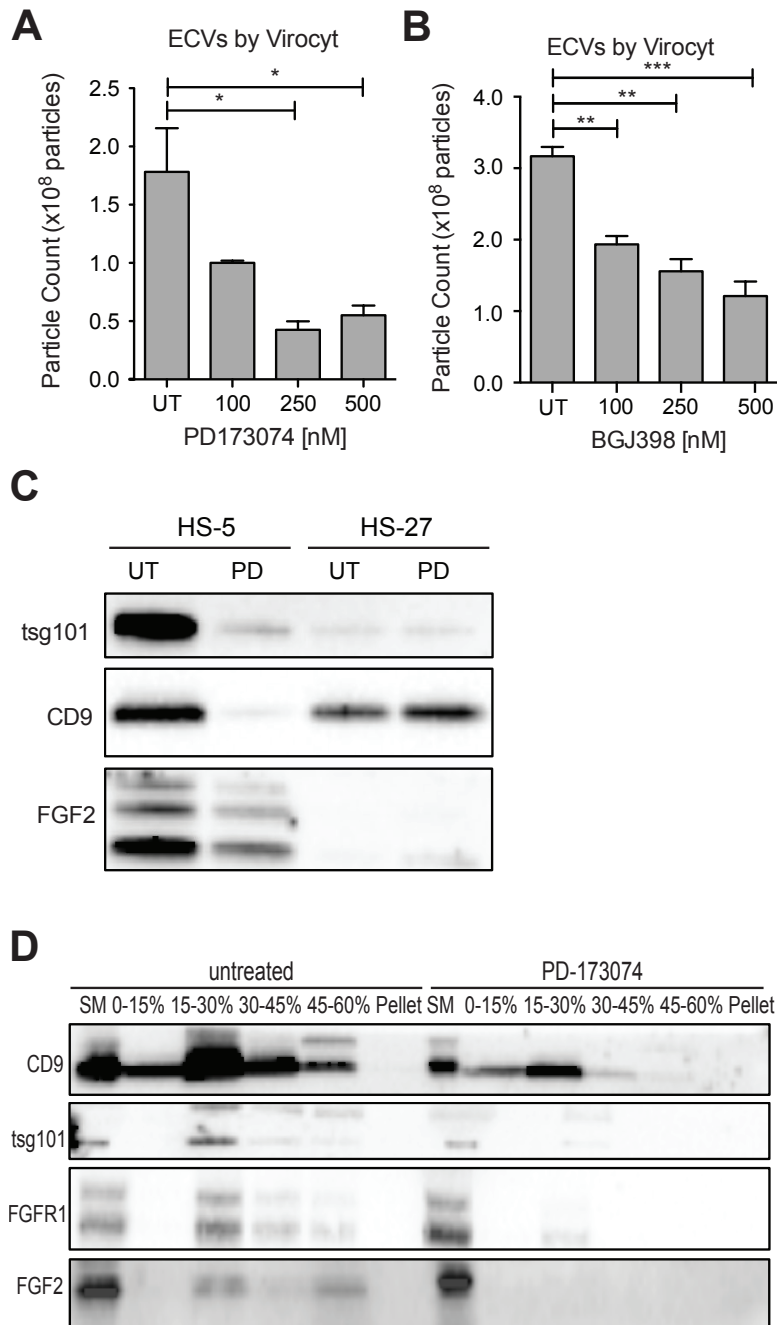 A
ECVs by Virocyt
*
*
Particle Count (x10⁸ particles)
2.5
2.0
1.5
1.0
0.5
0.0
UT 100 250 500
PD173074 [nM]
B
ECVs by Virocyt
***
**
**
Particle Count (x10⁸ particles)
4.0
3.0
2.0
1.0
0.0
UT 100 250 500
BGJ398 [nM]
C
HS-5 HS-27
UT PD UT PD
tsg101
CD9
FGF2
D
untreated PD-173074
SM 0-15% 15-30% 30-45% 45-60% Pellet SM 0-15% 15-30% 30-45% 45-60% Pellet
CD9
tsg101
FGFR1
FGF2